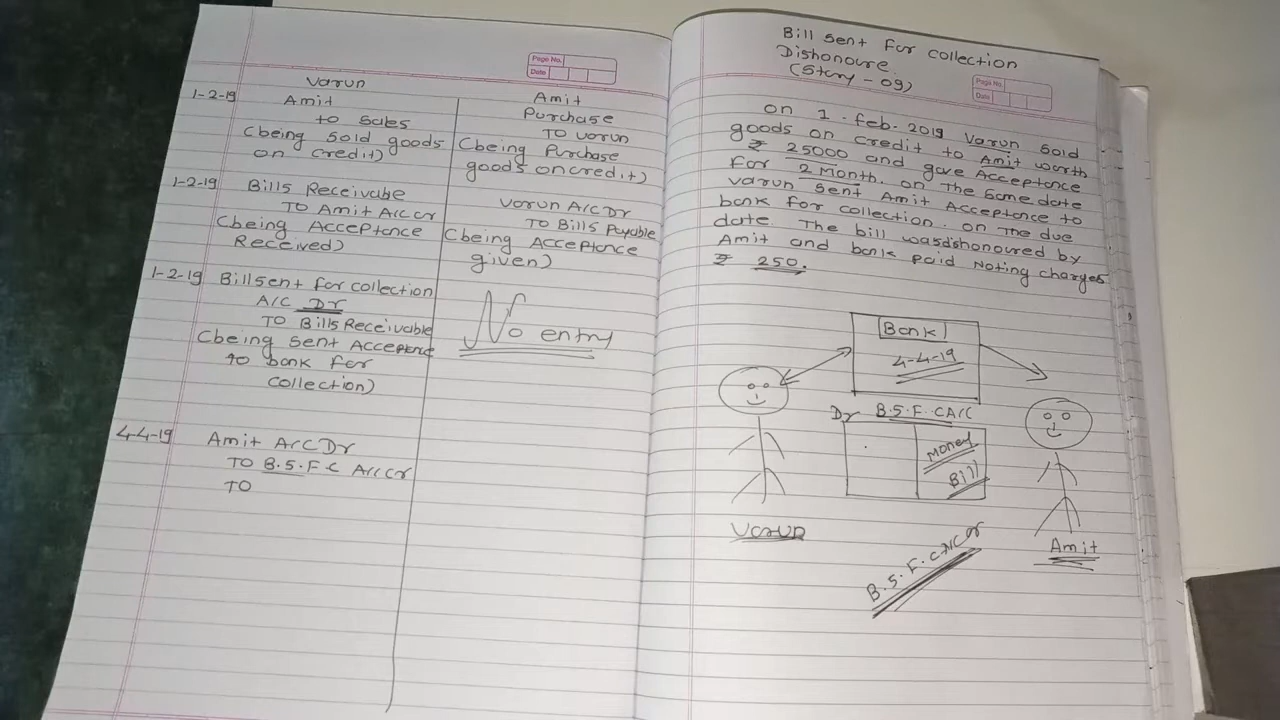 Page No.
Date
Varun
1-2-19 Amit
to Sales
(being sold goods
on credit)
1-2-19 Bills Receivabe
TO Amit A/C cr
(being Acceptance
Received)
1-2-19 Bill sent for collection
A/C Dr
TO Bills Receivable
(being sent Acceptence
to bank for
collection)
4-4-19 Amit A/C Dr
TO B.S.F C A/C Cr
TO
Amit
Purchase
TO varun
(being Purchase
goods on credit)
Varun A/C Dr
TO Bills Payable
(being Acceptance
given)
No entry
Bill sent for collection
Dishonoure.
(Story - 09)
Page No.
Date
on 1. feb. 2019 Varun sold
goods on credit to Amit worth
₹ 25000 and gave Acceptance
for 2 Month. on the same date
varun sent Amit Acceptance to
bank for collection. on the due
date. The bill was dishonoured by
Amit and bank paid Noting charges
₹ 250.
Bank
4-4-19
Dr B.S.F. C A/C
Money
Bill
Varun
Amit
B.S.F.C A/C cr